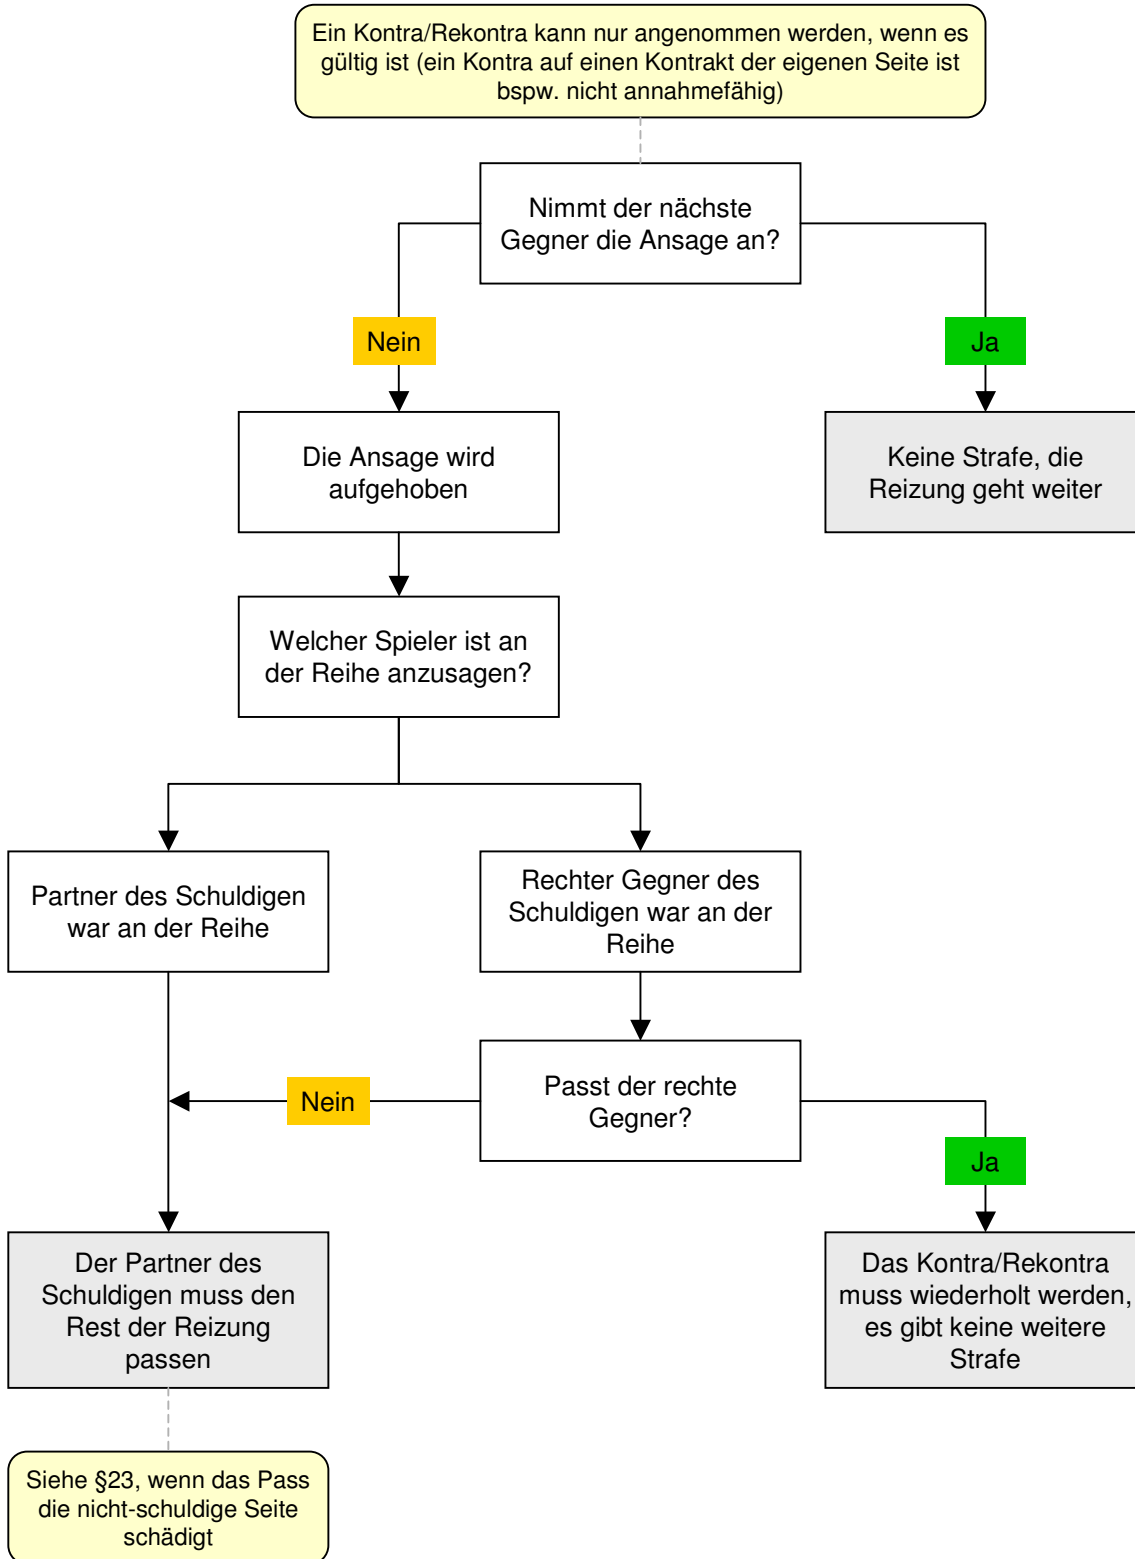 Ein Kontra/Rekontra kann nur angenommen werden, wenn es
gültig ist (ein Kontra auf einen Kontrakt der eigenen Seite ist
bspw. nicht annahmefähig)
Nimmt der nächste
Gegner die Ansage an?
Nein
Ja
Die Ansage wird
aufgehoben
Keine Strafe, die
Reizung geht weiter
Welcher Spieler ist an
der Reihe anzusagen?
Partner des Schuldigen
war an der Reihe
Rechter Gegner des
Schuldigen war an der
Reihe
Passt der rechte
Gegner?
Nein
Ja
Der Partner des
Schuldigen muss den
Rest der Reizung
passen
Das Kontra/Rekontra
muss wiederholt werden,
es gibt keine weitere
Strafe
Siehe §23, wenn das Pass
die nicht-schuldige Seite
schädigt